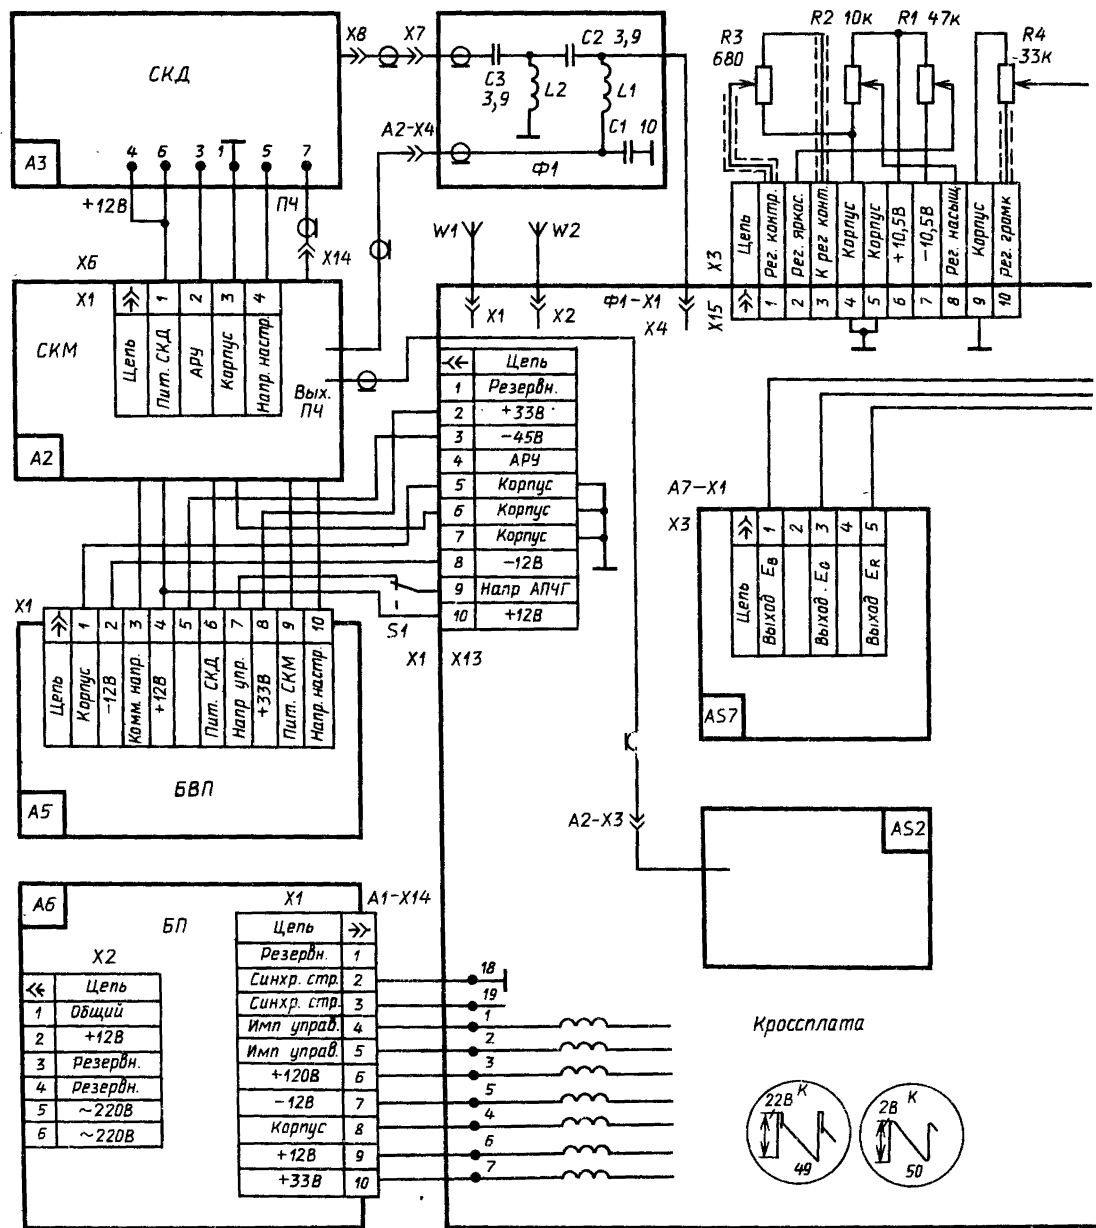 СКД
А3
4 6 3 1 5 7
+12В
ПЧ
Х8 Х7
А2-Х4
С3
3,9
С2 3,9
L2
L1
С1 10
Ф1
R3
680
R2 10к
R1 47к
R4
33к
Х3
Х15
Цепь
1 Рег. контр.
2 Рег. яркос.
3 К рег конт.
4 Корпус
5 Корпус
6 +10,5В
7 -10,5В
8 Рег. насыщ.
9 Корпус
10 Рег. громк
Х6
Х14
Х1
СКМ
А2
Цепь
1 Пит. СКД
2 АРУ
3 Корпус
4 Напр. настр.
Вых.
ПЧ
W1
W2
Х1
Х2
Ф1-Х1
Х4
Цепь
1 Резервн.
2 +33В
3 -45В
4 АРУ
5 Корпус
6 Корпус
7 Корпус
8 -12В
9 Напр АПЧГ
10 +12В
S1
Х1 Х13
Х1
Цепь
1 Корпус
2 -12В
3 Комм. напр.
4 +12В
5
6 Пит. СКД
7 Напр упр.
8 +33В
9 Пит. СКМ
10 Напр. настр.
БВП
А5
А7-Х1
Х3
Цепь
1 Выход Ев
2
3 Выход. ЕG
4
5 Выход ЕR
AS7
А2-Х3
AS2
А6
БП
Х2
Цепь
1 Общий
2 +12В
3 Резервн.
4 Резервн.
5 ~220В
6 ~220В
Х1
А1-Х14
Цепь
Резервн. 1
Синхр. стр. 2
Синхр. стр. 3
Имп управ. 4
Имп управ. 5
+120В 6
-12В 7
Корпус 8
+12В 9
+33В 10
18
19
1
2
3
5
4
6
7
Кроссплата
22В К
49
2В К
50